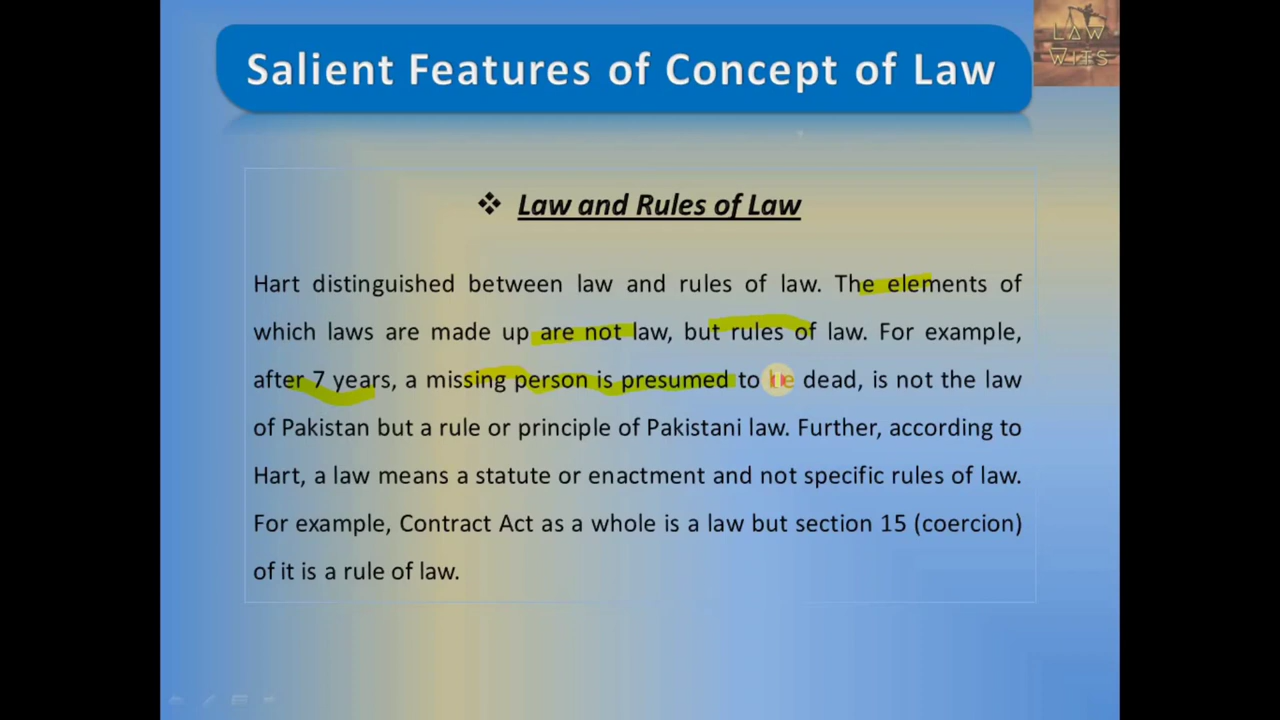 Salient Features of Concept of Law
LAW
WITS
❖ Law and Rules of Law
Hart distinguished between law and rules of law. The elements of
which laws are made up are not law, but rules of law. For example,
after 7 years, a missing person is presumed to be dead, is not the law
of Pakistan but a rule or principle of Pakistani law. Further, according to
Hart, a law means a statute or enactment and not specific rules of law.
For example, Contract Act as a whole is a law but section 15 (coercion)
of it is a rule of law.